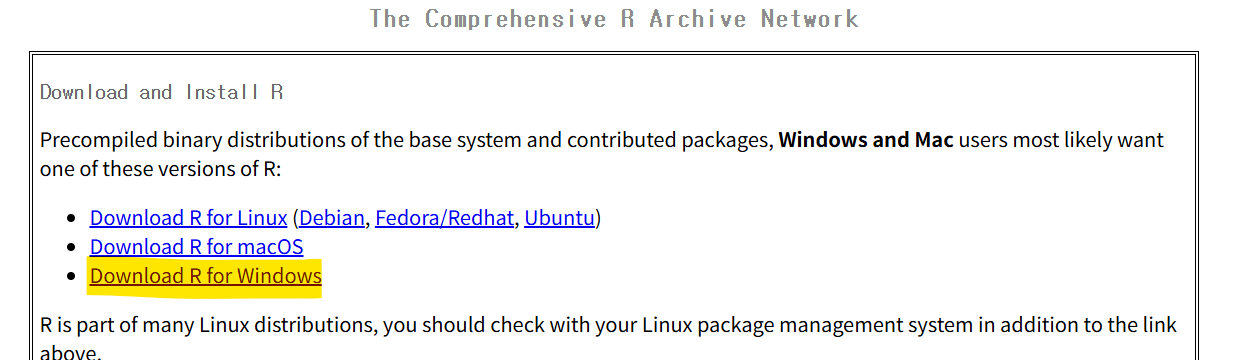 The Comprehensive R Archive Network
Download and Install R
Precompiled binary distributions of the base system and contributed packages, Windows and Mac users most likely want
one of these versions of R:
• Download R for Linux (Debian, Fedora/Redhat, Ubuntu)
• Download R for macOS
• Download R for Windows
R is part of many Linux distributions, you should check with your Linux package management system in addition to the link
above.